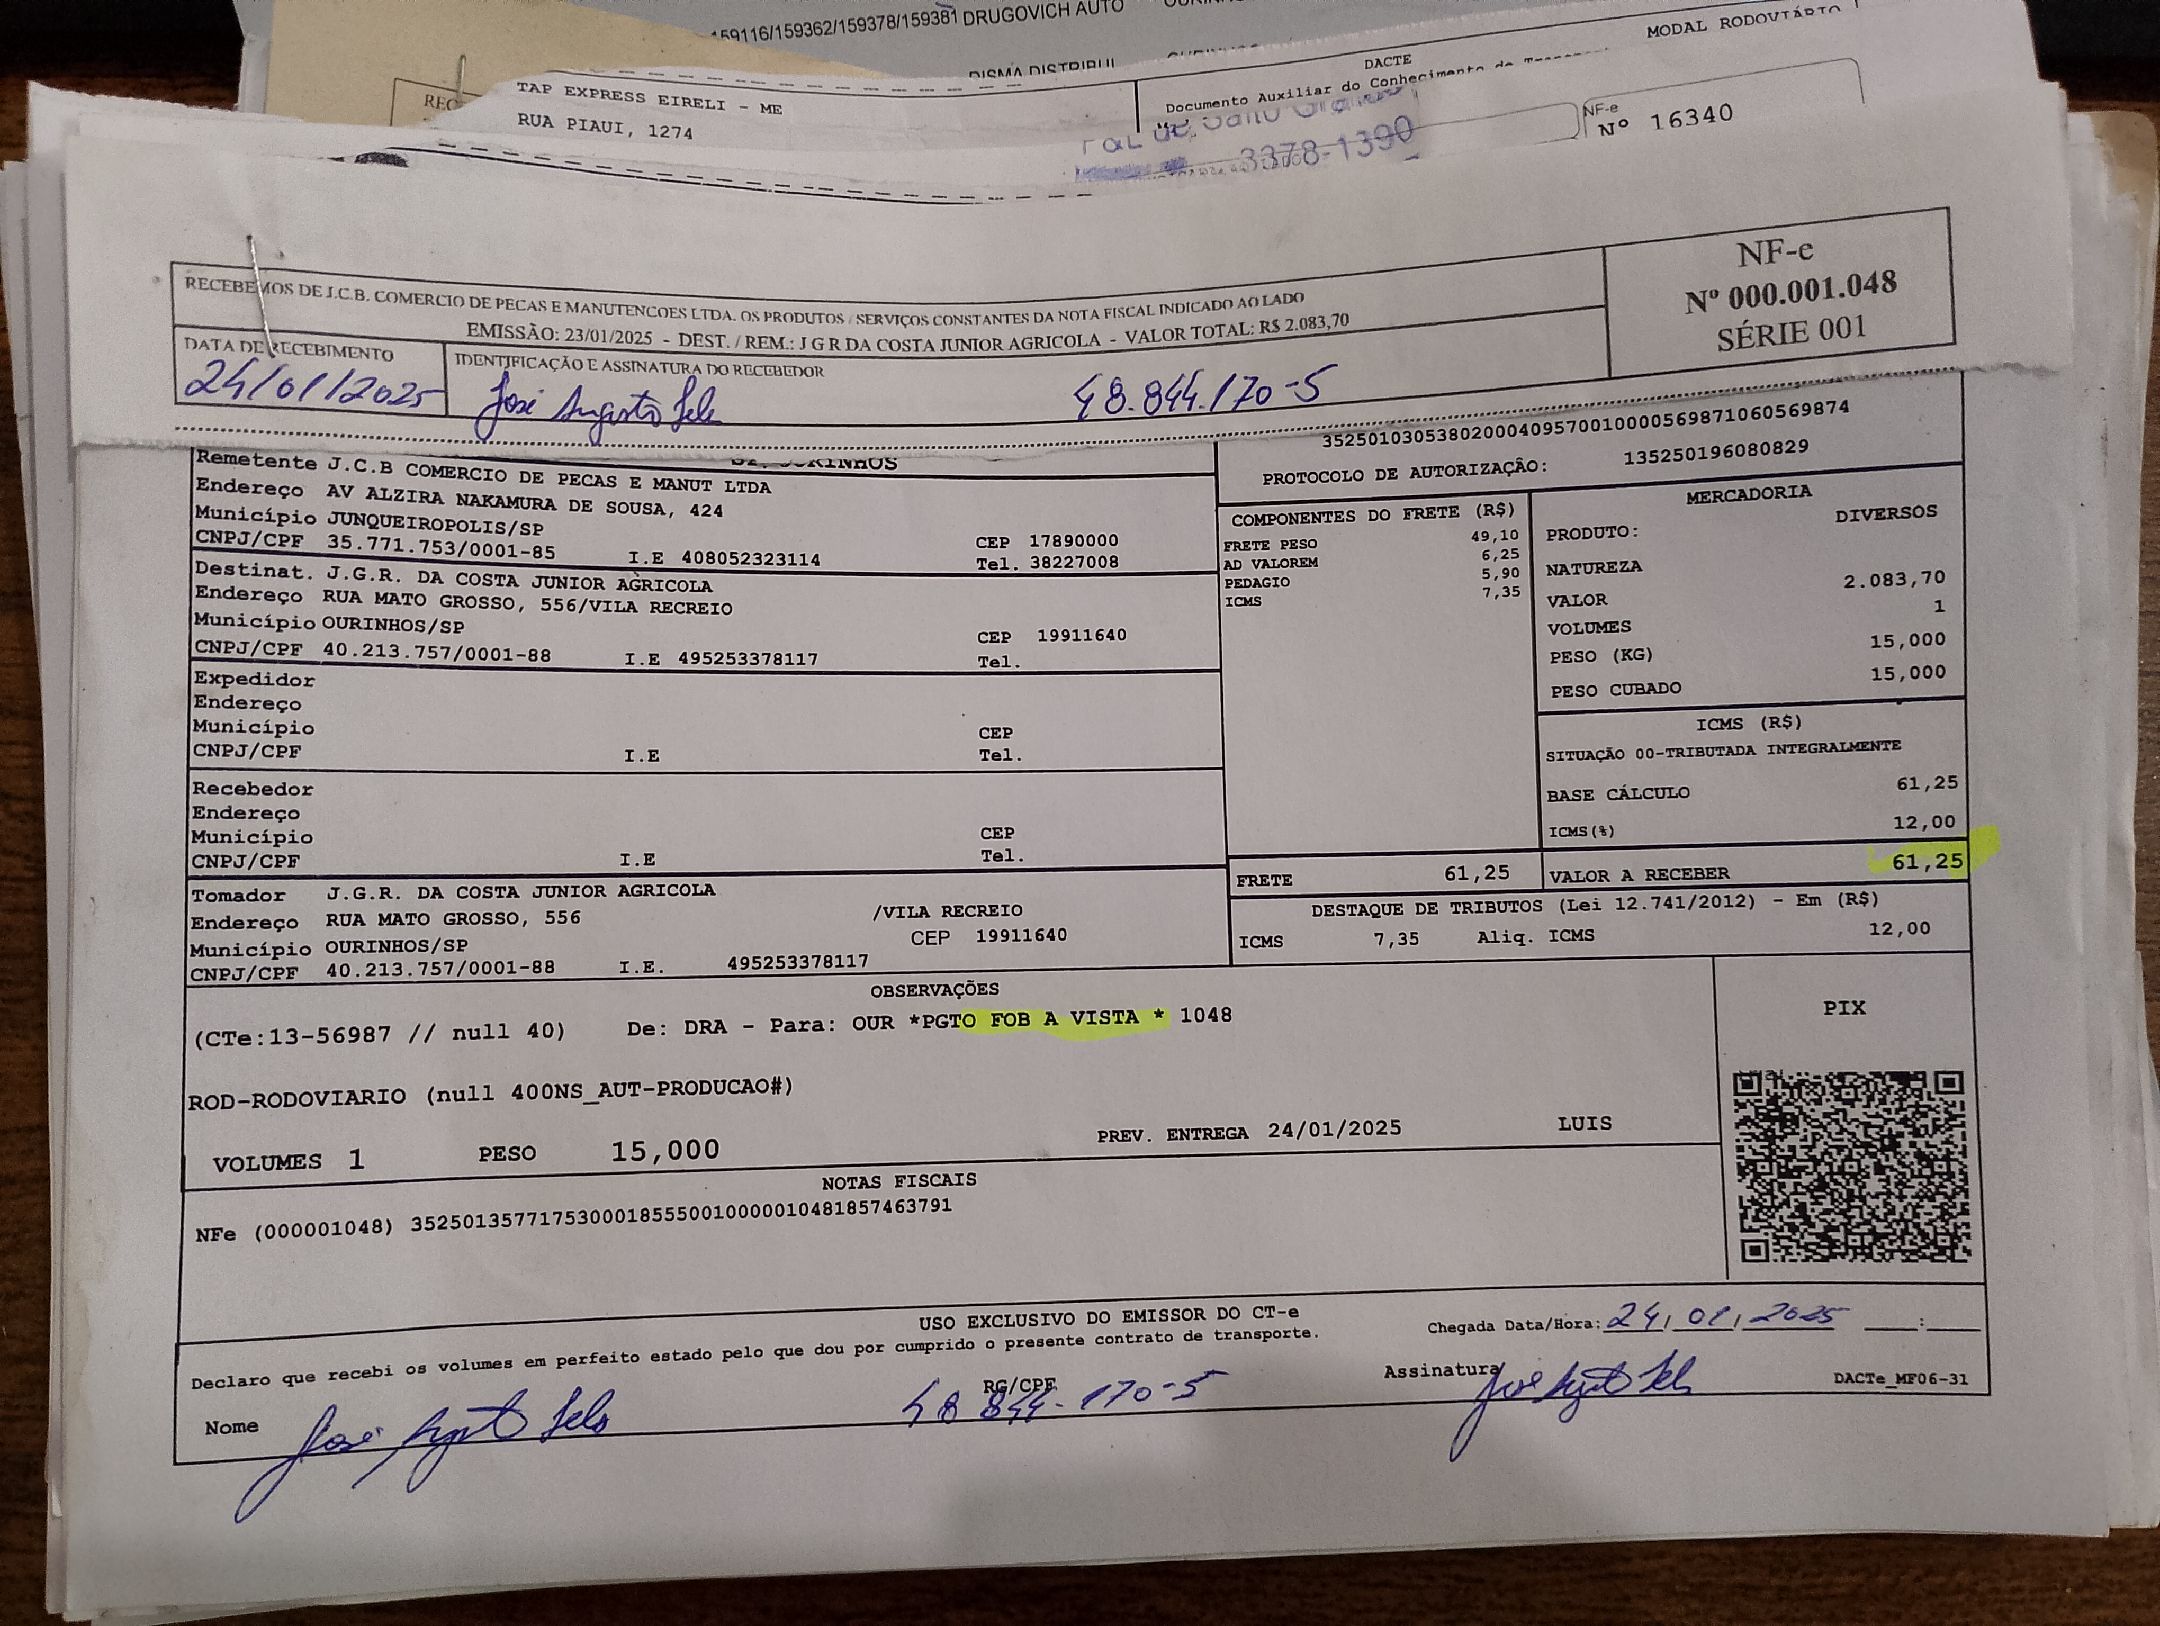 159116/159362/159378/159381 DRUGOVICH AUTO
DISMA DISTRIBUI
MODAL RODOVIÁRIO
DACTE
TAP EXPRESS EIRELI - ME
RUA PIAUI, 1274
Documento Auxiliar do Conhecimento de
3378-1390
NF-e
Nº 16340
RECEBEMOS DE J.C.B. COMERCIO DE PECAS E MANUTENCOES LTDA. OS PRODUTOS / SERVIÇOS CONSTANTES DA NOTA FISCAL INDICADO AO LADO
EMISSÃO: 23/01/2025 - DEST. / REM.: J G R DA COSTA JUNIOR AGRICOLA - VALOR TOTAL: R$ 2.083,70
NF-e
Nº 000.001.048
SÉRIE 001
DATA DE RECEBIMENTO
24/01/2025
IDENTIFICAÇÃO E ASSINATURA DO RECEBEDOR
José Augusto
48.844.170-5
OURINHOS
35250103053802000409570010000569871060569874
PROTOCOLO DE AUTORIZAÇÃO: 135250196080829
Remetente J.C.B COMERCIO DE PECAS E MANUT LTDA
Endereço AV ALZIRA NAKAMURA DE SOUSA, 424
Município JUNQUEIROPOLIS/SP
CEP 17890000
CNPJ/CPF 35.771.753/0001-85 I.E 408052323114 Tel. 38227008
Destinat. J.G.R. DA COSTA JUNIOR AGRICOLA
Endereço RUA MATO GROSSO, 556/VILA RECREIO
Município OURINHOS/SP CEP 19911640
CNPJ/CPF 40.213.757/0001-88 I.E 495253378117 Tel.
Expedidor
Endereço
Município CEP
CNPJ/CPF I.E Tel.
Recebedor
Endereço
Município CEP
CNPJ/CPF I.E Tel.
Tomador J.G.R. DA COSTA JUNIOR AGRICOLA
Endereço RUA MATO GROSSO, 556 /VILA RECREIO
Município OURINHOS/SP CEP 19911640
CNPJ/CPF 40.213.757/0001-88 I.E. 495253378117
COMPONENTES DO FRETE (R$)
FRETE PESO 49,10
AD VALOREM 6,25
PEDAGIO 5,90
ICMS 7,35
MERCADORIA
PRODUTO: DIVERSOS
NATUREZA
VALOR 2.083,70
VOLUMES 1
PESO (KG) 15,000
PESO CUBADO 15,000
ICMS (R$)
SITUAÇÃO 00-TRIBUTADA INTEGRALMENTE
BASE CÁLCULO 61,25
ICMS(%) 12,00
FRETE 61,25
VALOR A RECEBER 61,25
DESTAQUE DE TRIBUTOS (Lei 12.741/2012) - Em (R$)
ICMS 7,35 Aliq. ICMS 12,00
OBSERVAÇÕES
(CTe:13-56987 // null 40) De: DRA - Para: OUR *PGTO FOB A VISTA * 1048
ROD-RODOVIARIO (null 400NS_AUT-PRODUCAO#)
VOLUMES 1 PESO 15,000 PREV. ENTREGA 24/01/2025 LUIS
PIX
NOTAS FISCAIS
NFe (000001048) 35250135771753000185550010000010481857463791
USO EXCLUSIVO DO EMISSOR DO CT-e
Declaro que recebi os volumes em perfeito estado pelo que dou por cumprido o presente contrato de transporte.
Chegada Data/Hora: 24/01/2025 ___:___
Nome José
RG/CPF 48 844-170-5
Assinatura
DACTe_MF06-31